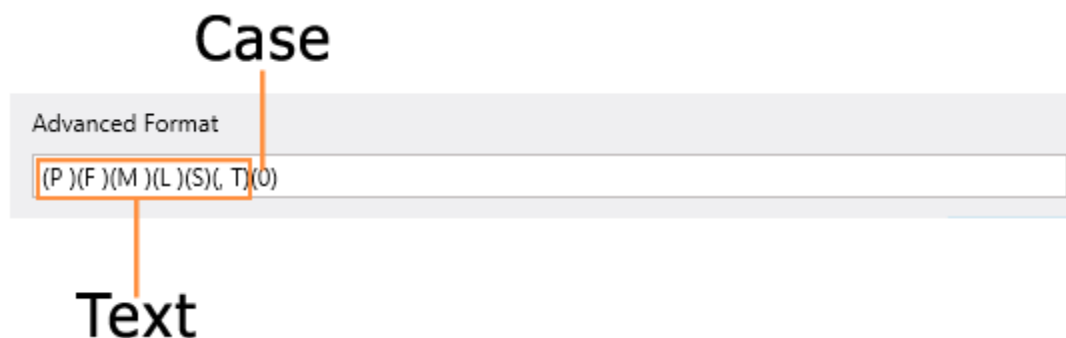 Case
Advanced Format
(P )(F )(M )(L )(S)(, T)(0)
Text